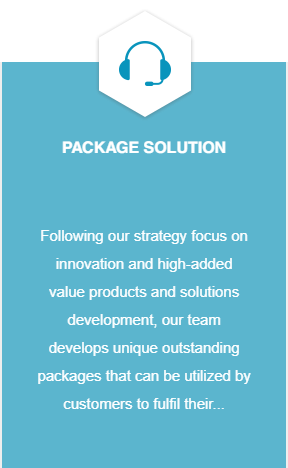 PACKAGE SOLUTION
Following our strategy focus on
innovation and high-added
value products and solutions
development, our team
develops unique outstanding
packages that can be utilized by
customers to fulfil their...